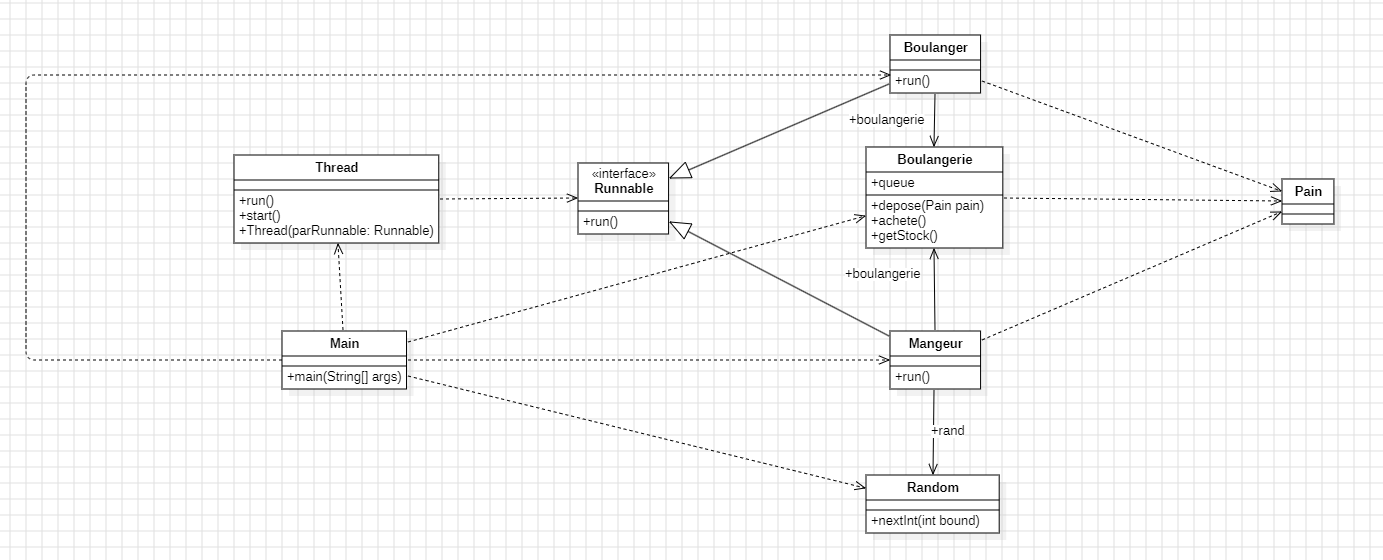 Boulanger
+run()
+boulangerie
Thread
+run()
+start()
+Thread(parRunnable: Runnable)
«interface»
Runnable
+run()
Boulangerie
+queue
+depose(Pain pain)
+achete()
+getStock()
Pain
+boulangerie
Main
+main(String[] args)
Mangeur
+run()
+rand
Random
+nextInt(int bound)